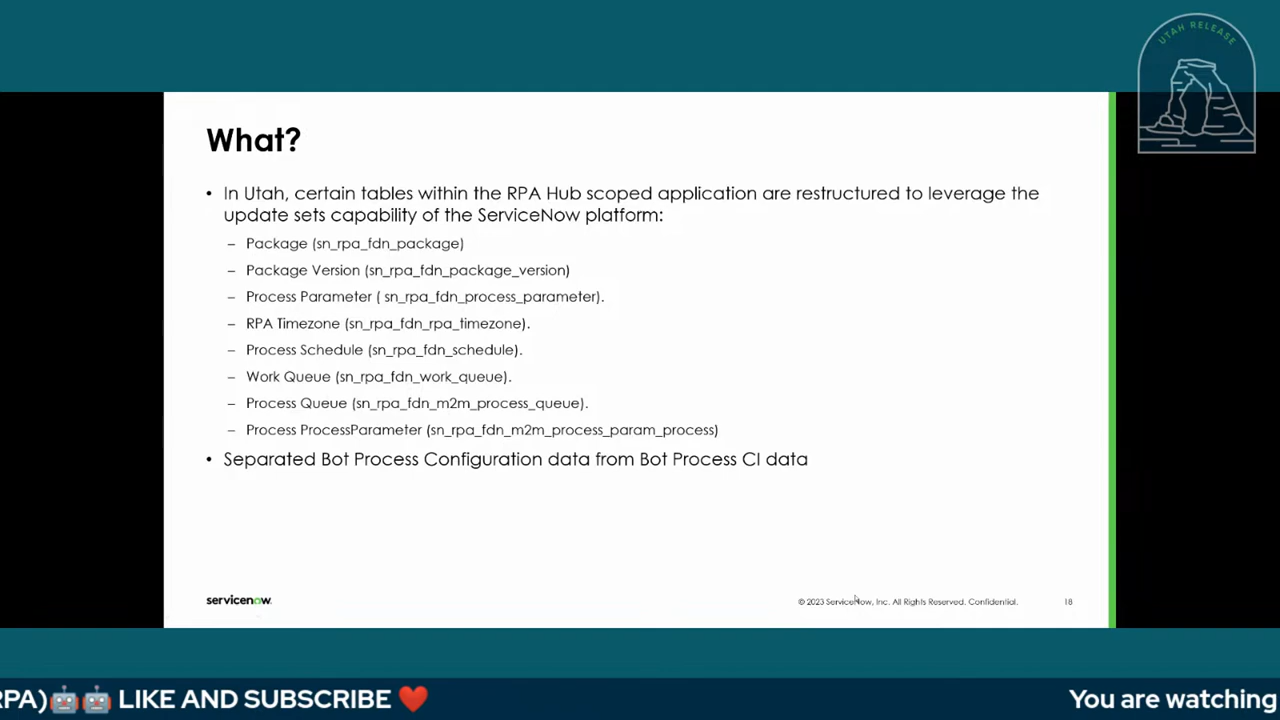 UTAH RELEASE
What?
• In Utah, certain tables within the RPA Hub scoped application are restructured to leverage the
update sets capability of the ServiceNow platform:
– Package (sn_rpa_fdn_package)
– Package Version (sn_rpa_fdn_package_version)
– Process Parameter ( sn_rpa_fdn_process_parameter).
– RPA Timezone (sn_rpa_fdn_rpa_timezone).
– Process Schedule (sn_rpa_fdn_schedule).
– Work Queue (sn_rpa_fdn_work_queue).
– Process Queue (sn_rpa_fdn_m2m_process_queue).
– Process ProcessParameter (sn_rpa_fdn_m2m_process_param_process)
• Separated Bot Process Configuration data from Bot Process CI data
servicenow.
© 2023 ServiceNow, Inc. All Rights Reserved. Confidential.
18
RPA)🤖🤖 LIKE AND SUBSCRIBE ❤️
You are watching